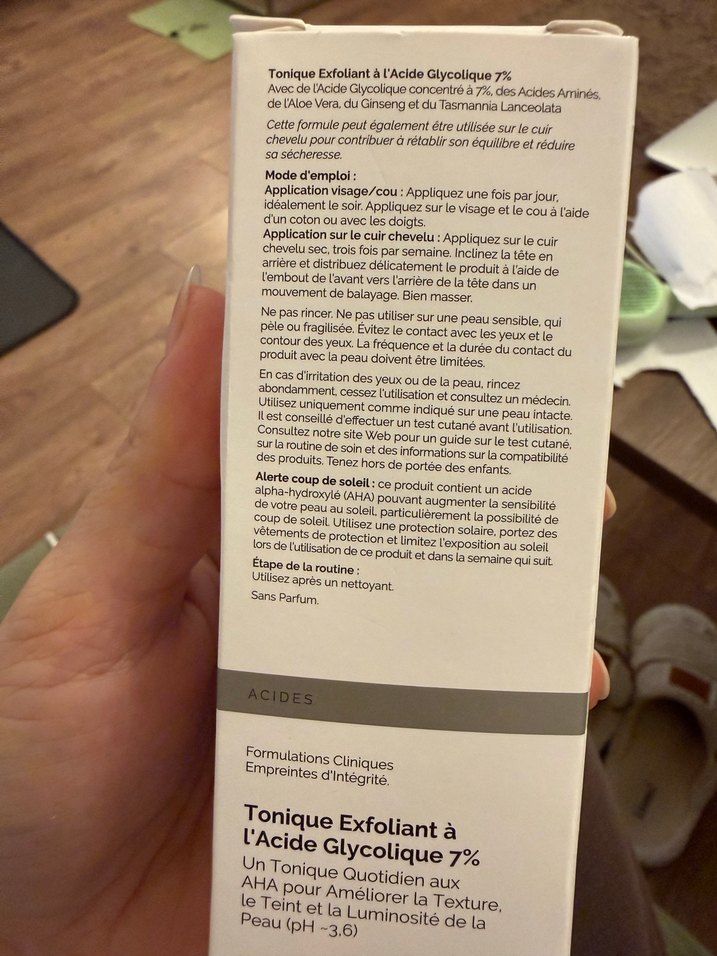 Tonique Exfoliant à l'Acide Glycolique 7%
Avec de l'Acide Glycolique concentré à 7%, des Acides Aminés,
de l'Aloe Vera, du Ginseng et du Tasmannia Lanceolata
Cette formule peut également être utilisée sur le cuir
chevelu pour contribuer à rétablir son équilibre et réduire
sa sécheresse.
Mode d'emploi :
Application visage/cou : Appliquez une fois par jour,
idéalement le soir. Appliquez sur le visage et le cou à l'aide
d'un coton ou avec les doigts.
Application sur le cuir chevelu : Appliquez sur le cuir
chevelu sec, trois fois par semaine. Inclinez la tête en
arrière et distribuez délicatement le produit à l'aide de
l'embout de l'avant vers l'arrière de la tête dans un
mouvement de balayage. Bien masser.
Ne pas rincer. Ne pas utiliser sur une peau sensible, qui
pèle ou fragilisée. Évitez le contact avec les yeux et le
contour des yeux. La fréquence et la durée du contact du
produit avec la peau doivent être limitées.
En cas d'irritation des yeux ou de la peau, rincez
abondamment, cessez l'utilisation et consultez un médecin.
Utilisez uniquement comme indiqué sur une peau intacte.
Il est conseillé d'effectuer un test cutané avant l'utilisation.
Consultez notre site Web pour un guide sur le test cutané,
sur la routine de soin et des informations sur la compatibilité
des produits. Tenez hors de portée des enfants.
Alerte coup de soleil : ce produit contient un acide
alpha-hydroxylé (AHA) pouvant augmenter la sensibilité
de votre peau au soleil, particulièrement la possibilité de
coup de soleil. Utilisez une protection solaire, portez des
vêtements de protection et limitez l'exposition au soleil
lors de l'utilisation de ce produit et dans la semaine qui suit.
Étape de la routine :
Utilisez après un nettoyant.
Sans Parfum.
ACIDES
Formulations Cliniques
Empreintes d'Intégrité.
Tonique Exfoliant à
l'Acide Glycolique 7%
Un Tonique Quotidien aux
AHA pour Améliorer la Texture,
le Teint et la Luminosité de la
Peau (pH ~3,6)